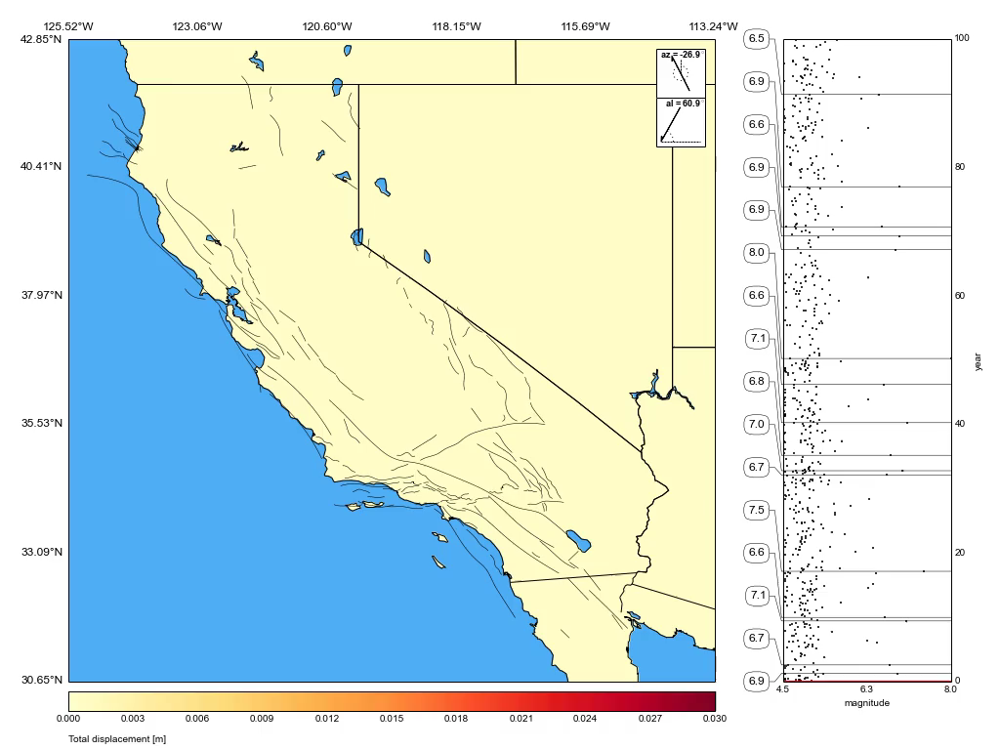 125.52°W 123.06°W 120.60°W 118.15°W 115.69°W 113.24°W
42.85°N
40.41°N
37.97°N
35.53°N
33.09°N
30.65°N
az = -26.9
al = 60.9
6.5
6.9
6.6
6.9
6.9
8.0
6.6
7.1
6.8
7.0
6.7
7.5
6.6
7.1
6.7
6.9
100
80
60
40
20
0
year
4.5 6.3 8.0
magnitude
0.000 0.003 0.006 0.009 0.012 0.015 0.018 0.021 0.024 0.027 0.030
Total displacement [m]